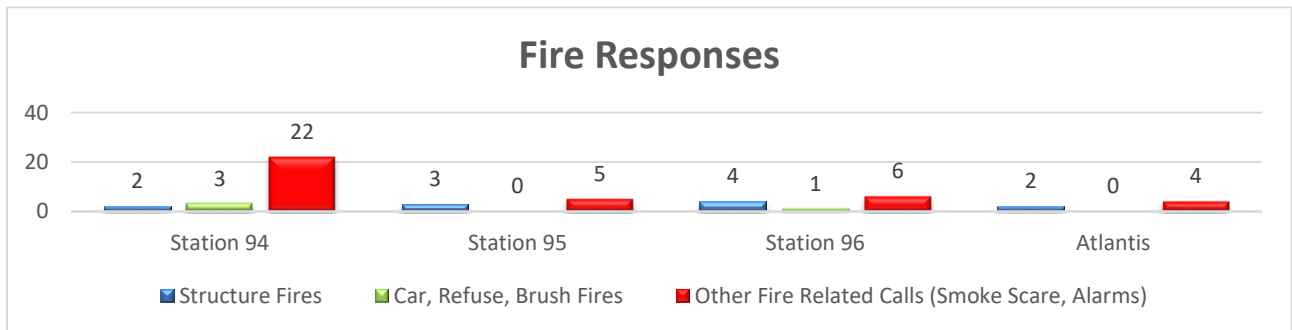 Fire Responses
40
20
0
2
3
22
3
0
5
4
1
6
2
0
4
Station 94
Station 95
Station 96
Atlantis
Structure Fires
Car, Refuse, Brush Fires
Other Fire Related Calls (Smoke Scare, Alarms)